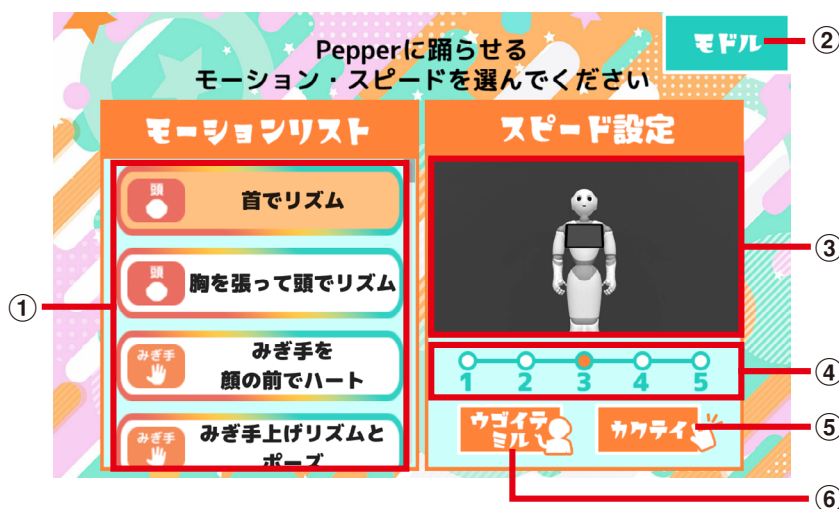 Pepperに踊らせる
モーション・スピードを選んでください
モドル
②
モーションリスト
頭
首でリズム
頭
胸を張って頭でリズム
みぎ手
みぎ手を
顔の前でハート
みぎ手
みぎ手上げリズムと
ポーズ
①
スピード設定
③
1 2 3 4 5
④
ウゴイテ
ミル
カクテイ
⑤
⑥